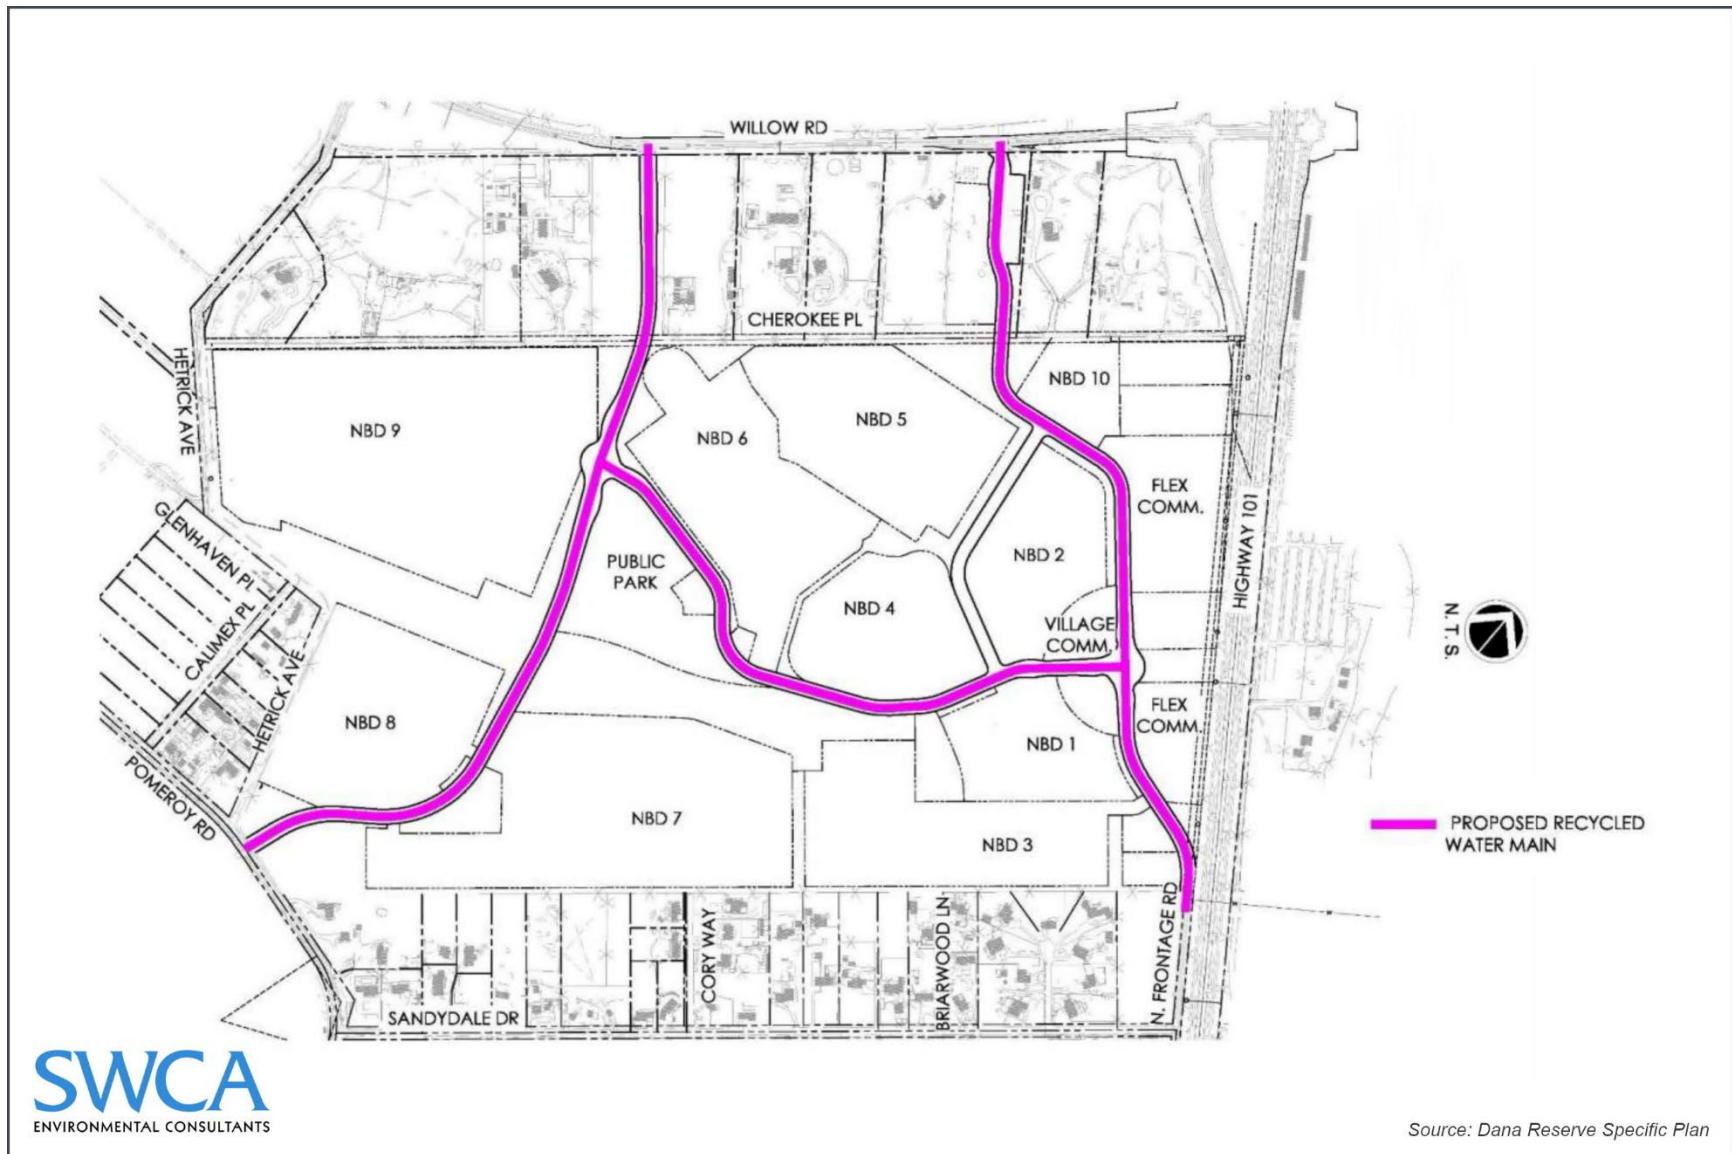 WILLOW RD
CHEROKEE PL
HETRICK AVE
NBD 9
NBD 6
NBD 5
NBD 10
FLEX
COMM.
HIGHWAY 101
GLENHAVEN PL
CALIMEX PL
HETRICK AVE
PUBLIC
PARK
NBD 4
NBD 2
VILLAGE
COMM.
N.T.S.
NBD 8
NBD 1
FLEX
COMM.
POMEROY RD
NBD 7
NBD 3
PROPOSED RECYCLED
WATER MAIN
SANDYDALE DR
CORY WAY
BRIARWOOD LN
N. FRONTAGE RD
SWCA
ENVIRONMENTAL CONSULTANTS
Source: Dana Reserve Specific Plan